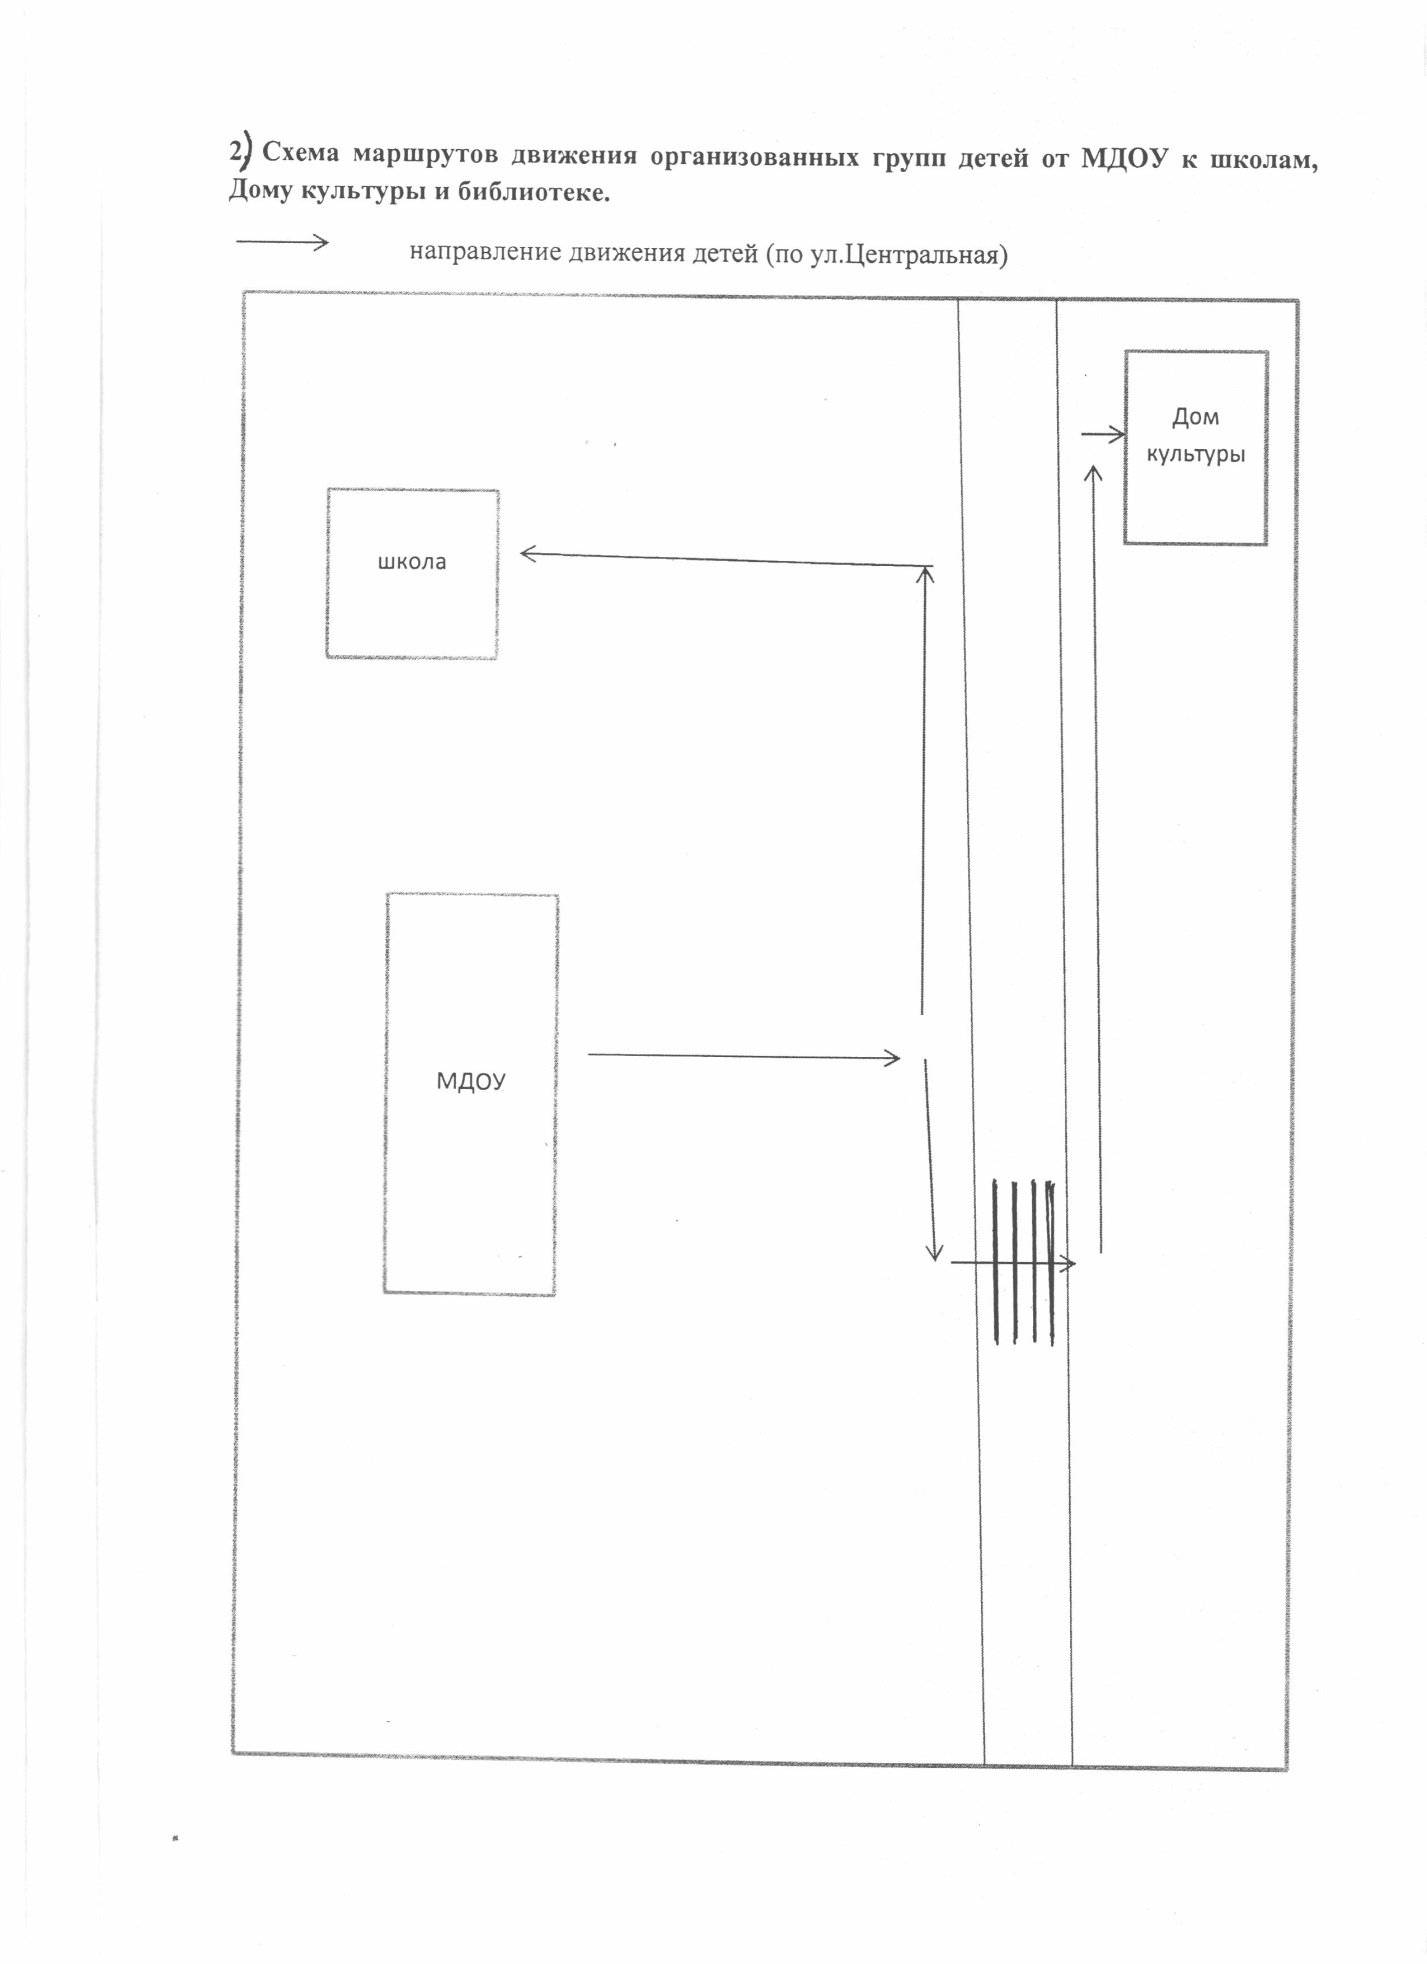 2) Схема маршрутов движения организованных групп детей от МДОУ к школам,
Дому культуры и библиотеке.
направление движения детей (по ул.Центральная)
Дом
культуры
школа
МДОУ